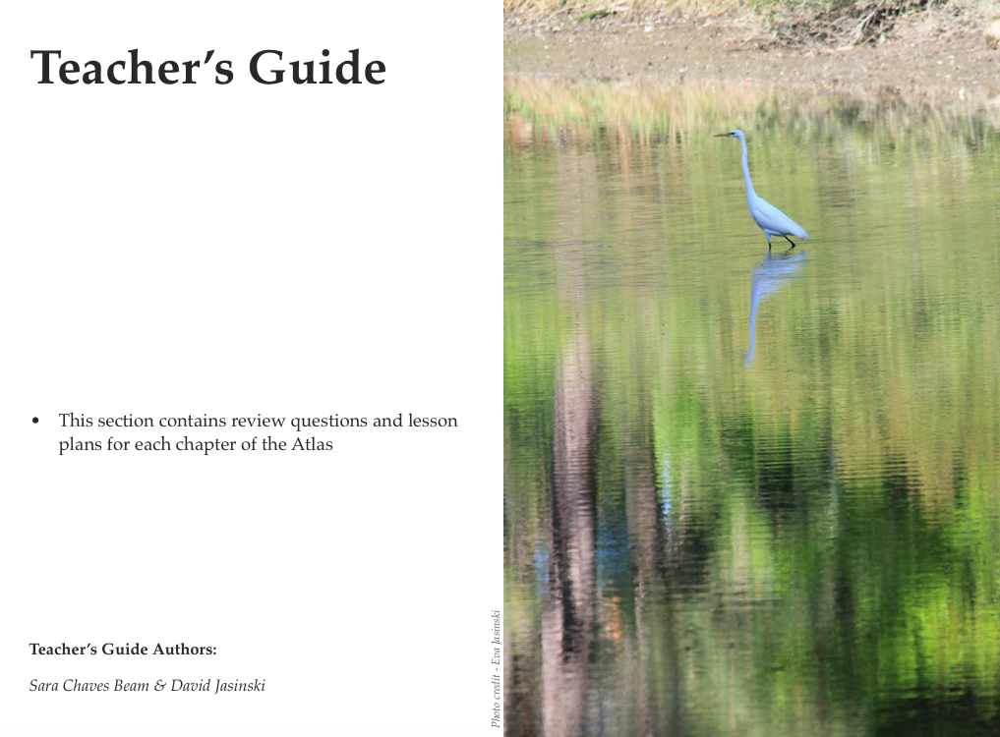 Teacher’s Guide
• This section contains review questions and lesson
plans for each chapter of the Atlas
Teacher’s Guide Authors:
Sara Chaves Beam & David Jasinski
Photo credit - Eva Jasinski